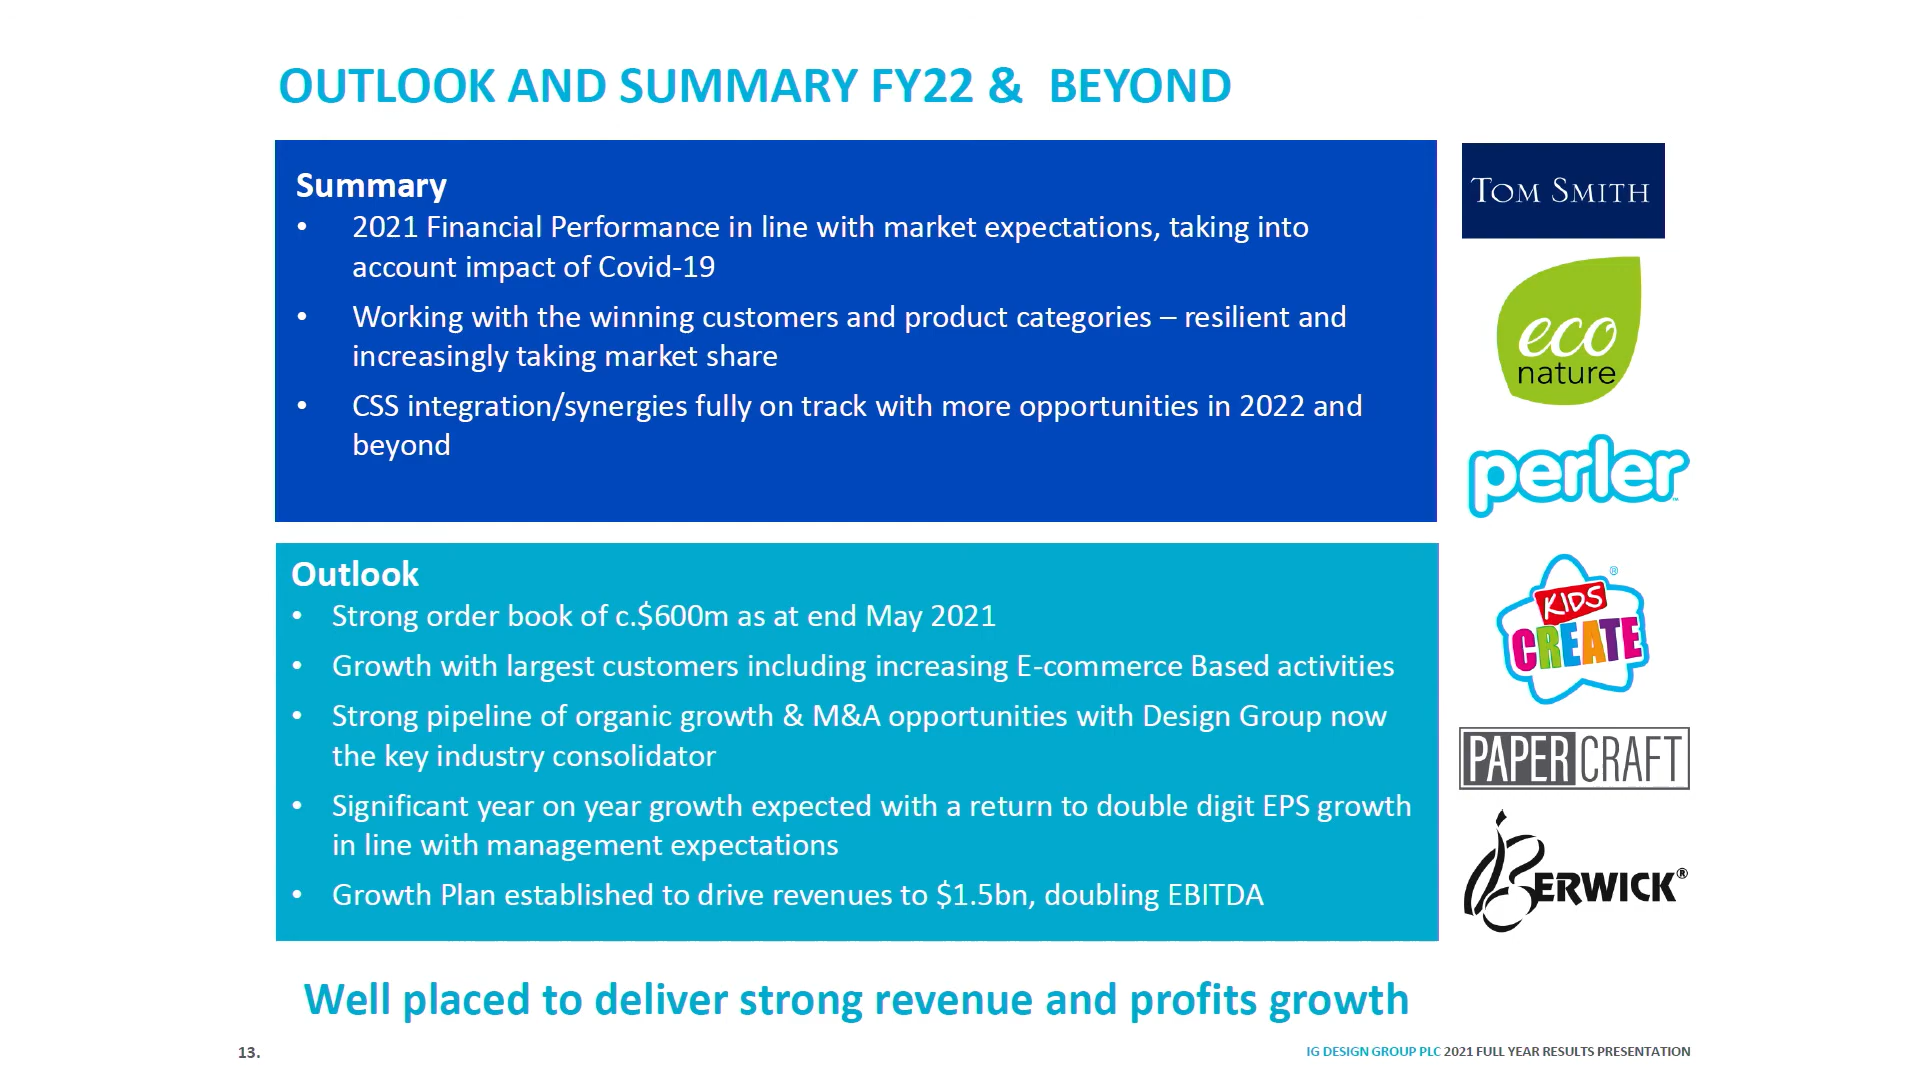 OUTLOOK AND SUMMARY FY22 & BEYOND
Summary
• 2021 Financial Performance in line with market expectations, taking into
account impact of Covid-19
• Working with the winning customers and product categories – resilient and
increasingly taking market share
• CSS integration/synergies fully on track with more opportunities in 2022 and
beyond
Outlook
• Strong order book of c.$600m as at end May 2021
• Growth with largest customers including increasing E-commerce Based activities
• Strong pipeline of organic growth & M&A opportunities with Design Group now
the key industry consolidator
• Significant year on year growth expected with a return to double digit EPS growth
in line with management expectations
• Growth Plan established to drive revenues to $1.5bn, doubling EBITDA
TOM SMITH
eco
nature
perler™
KIDS
CREATE®
PAPER CRAFT
BERWICK®
Well placed to deliver strong revenue and profits growth
13.
IG DESIGN GROUP PLC 2021 FULL YEAR RESULTS PRESENTATION